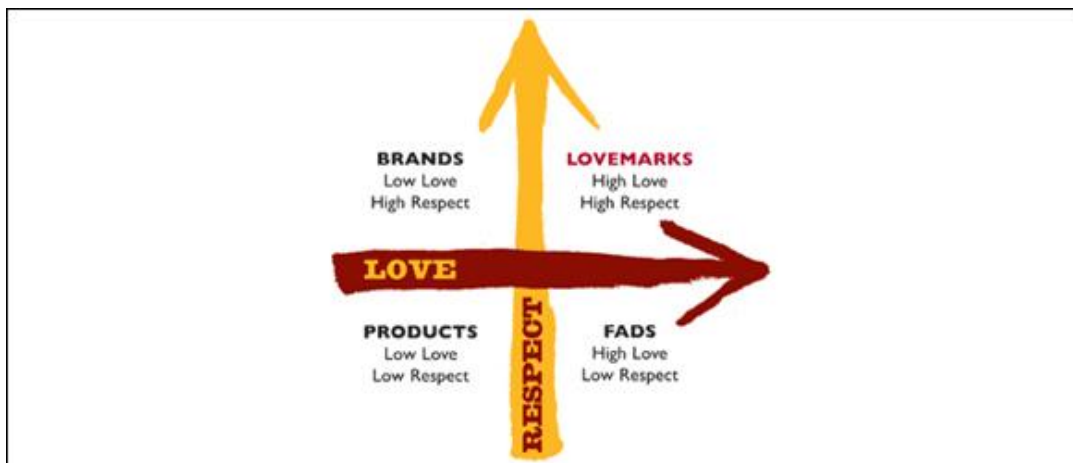 BRANDS
Low Love
High Respect
LOVEMARKS
High Love
High Respect
LOVE
PRODUCTS
Low Love
Low Respect
RESPECT
FADS
High Love
Low Respect